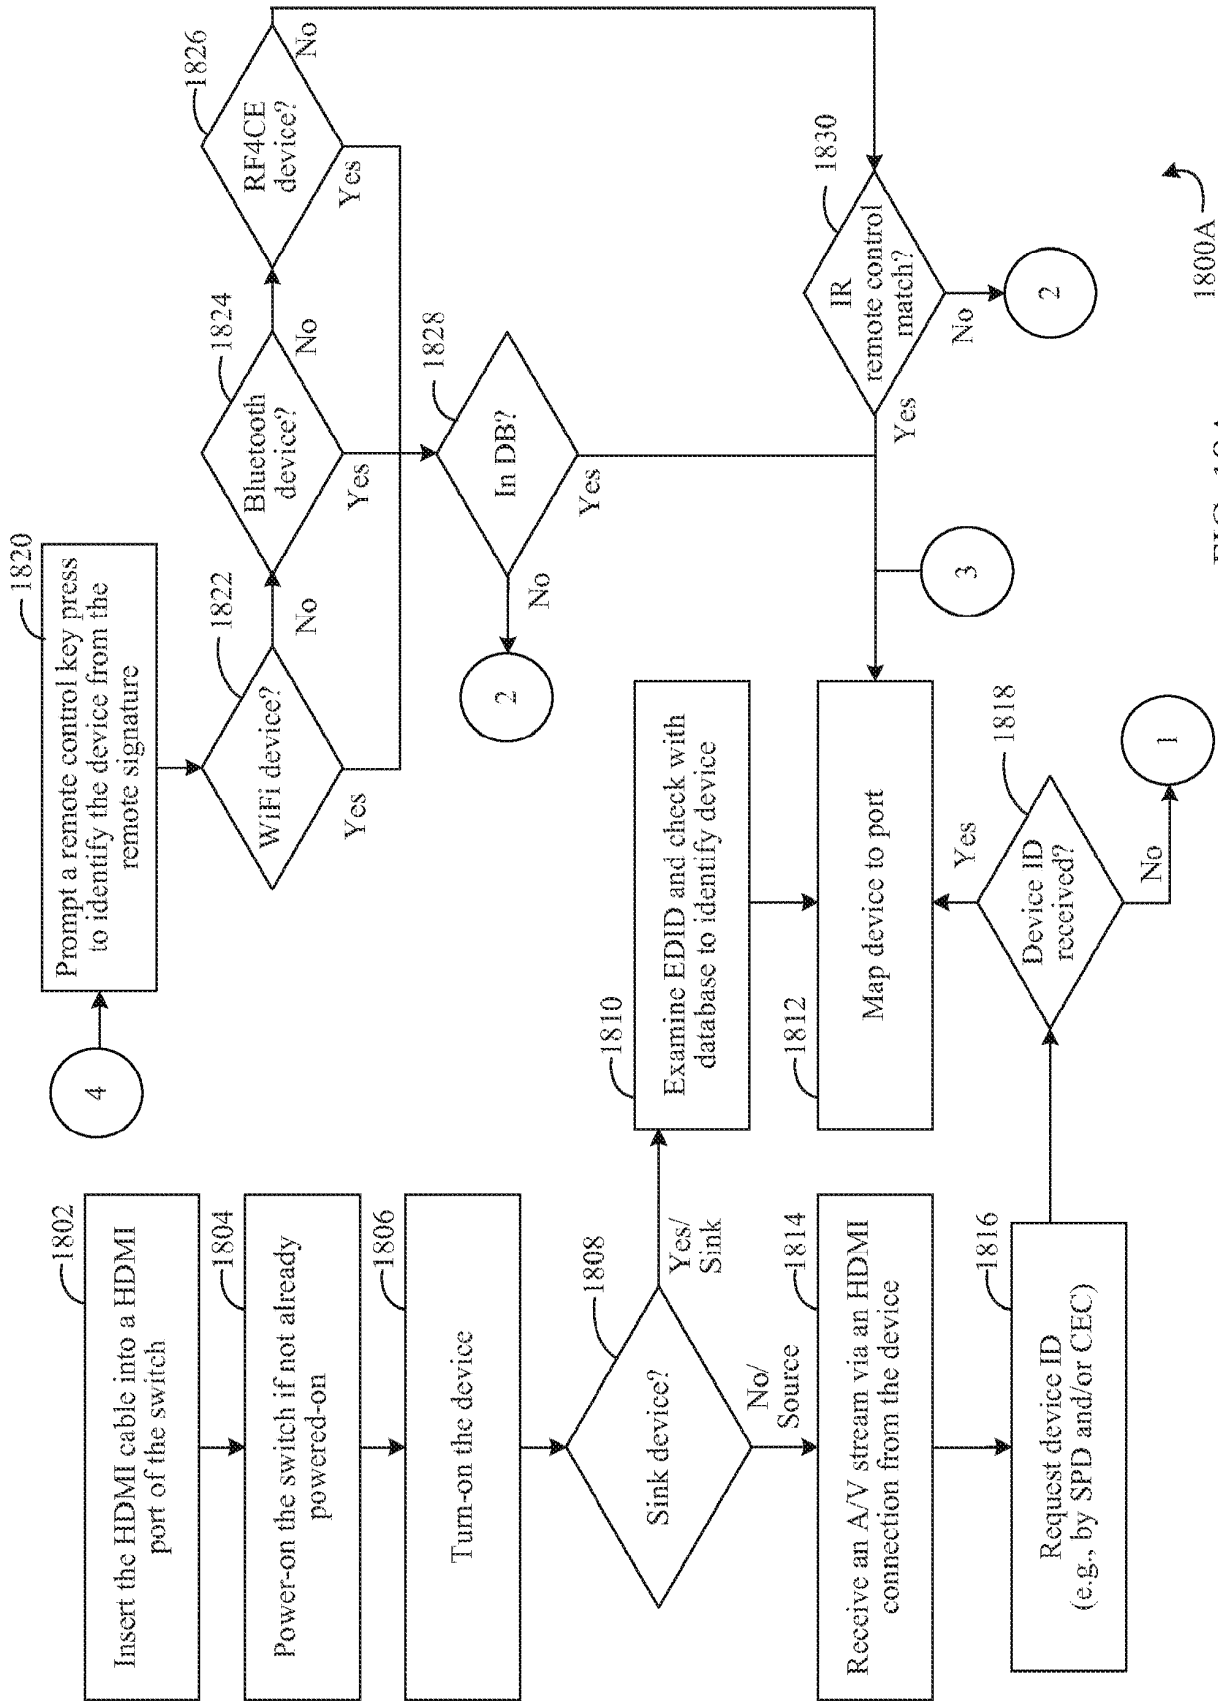 1802
Insert the HDMI cable into a HDMI
port of the switch
1804
Power-on the switch if not already
powered-on
1806
Turn-on the device
1808
Sink device?
Yes/
Sink
No/
Source
1814
Receive an A/V stream via an HDMI
connection from the device
1816
Request device ID
(e.g., by SPD and/or CEC)
1810
Examine EDID and check with
database to identify device
1812
Map device to port
1818
Device ID
received?
Yes
No
1
4
1820
Prompt a remote control key press
to identify the device from the
remote signature
1822
WiFi device?
Yes
No
1824
Bluetooth
device?
Yes
No
1826
RF4CE
device?
Yes
No
1828
In DB?
No
2
Yes
1830
IR
remote control
match?
Yes
No
2
3
1800A